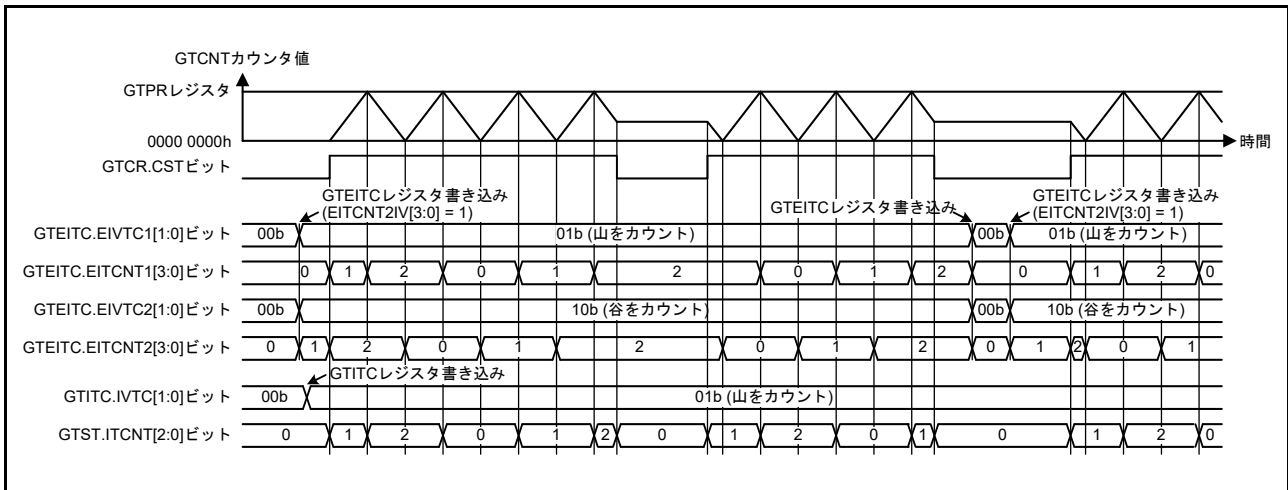 GTCNTカウンタ値
GTPRレジスタ
0000 0000h
時間
GTCR.CSTビット
GTEITCレジスタ書き込み
(EITCNT2IV[3:0] = 1)
GTEITCレジスタ書き込み
GTEITCレジスタ書き込み
(EITCNT2IV[3:0] = 1)
GTEITC.EIVTC1[1:0]ビット 00b 01b (山をカウント) 00b 01b (山をカウント)
GTEITC.EITCNT1[3:0]ビット 0 1 2 0 1 2 0 1 2 0 1 2 0
GTEITC.EIVTC2[1:0]ビット 00b 10b (谷をカウント) 00b 10b (谷をカウント)
GTEITC.EITCNT2[3:0]ビット 0 1 2 0 1 2 0 1 2 0 1 2 0 1
GTITCレジスタ書き込み
GTITC.IVTC[1:0]ビット 00b 01b (山をカウント)
GTST.ITCNT[2:0]ビット 0 1 2 0 1 2 0 1 2 0 1 0 1 2 0